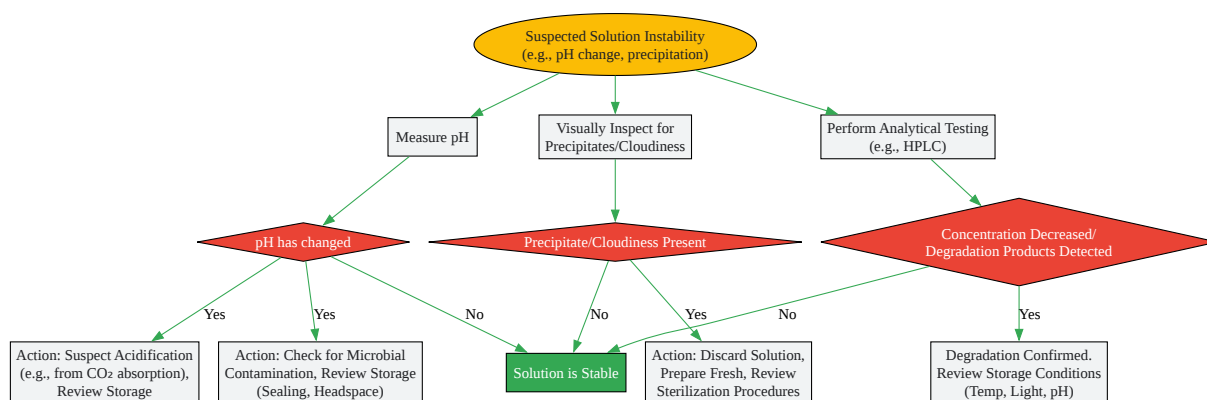 Suspected Solution Instability
(e.g., pH change, precipitation)
Measure pH
Visually Inspect for
Precipitates/Cloudiness
Perform Analytical Testing
(e.g., HPLC)
pH has changed
Precipitate/Cloudiness Present
Concentration Decreased/
Degradation Products Detected
Yes
Yes
No
No
Yes
No
Yes
Action: Suspect Acidification
(e.g., from CO₂ absorption),
Review Storage
Action: Check for Microbial
Contamination, Review Storage
(Sealing, Headspace)
Solution is Stable
Action: Discard Solution,
Prepare Fresh, Review
Sterilization Procedures
Degradation Confirmed.
Review Storage Conditions
(Temp, Light, pH)